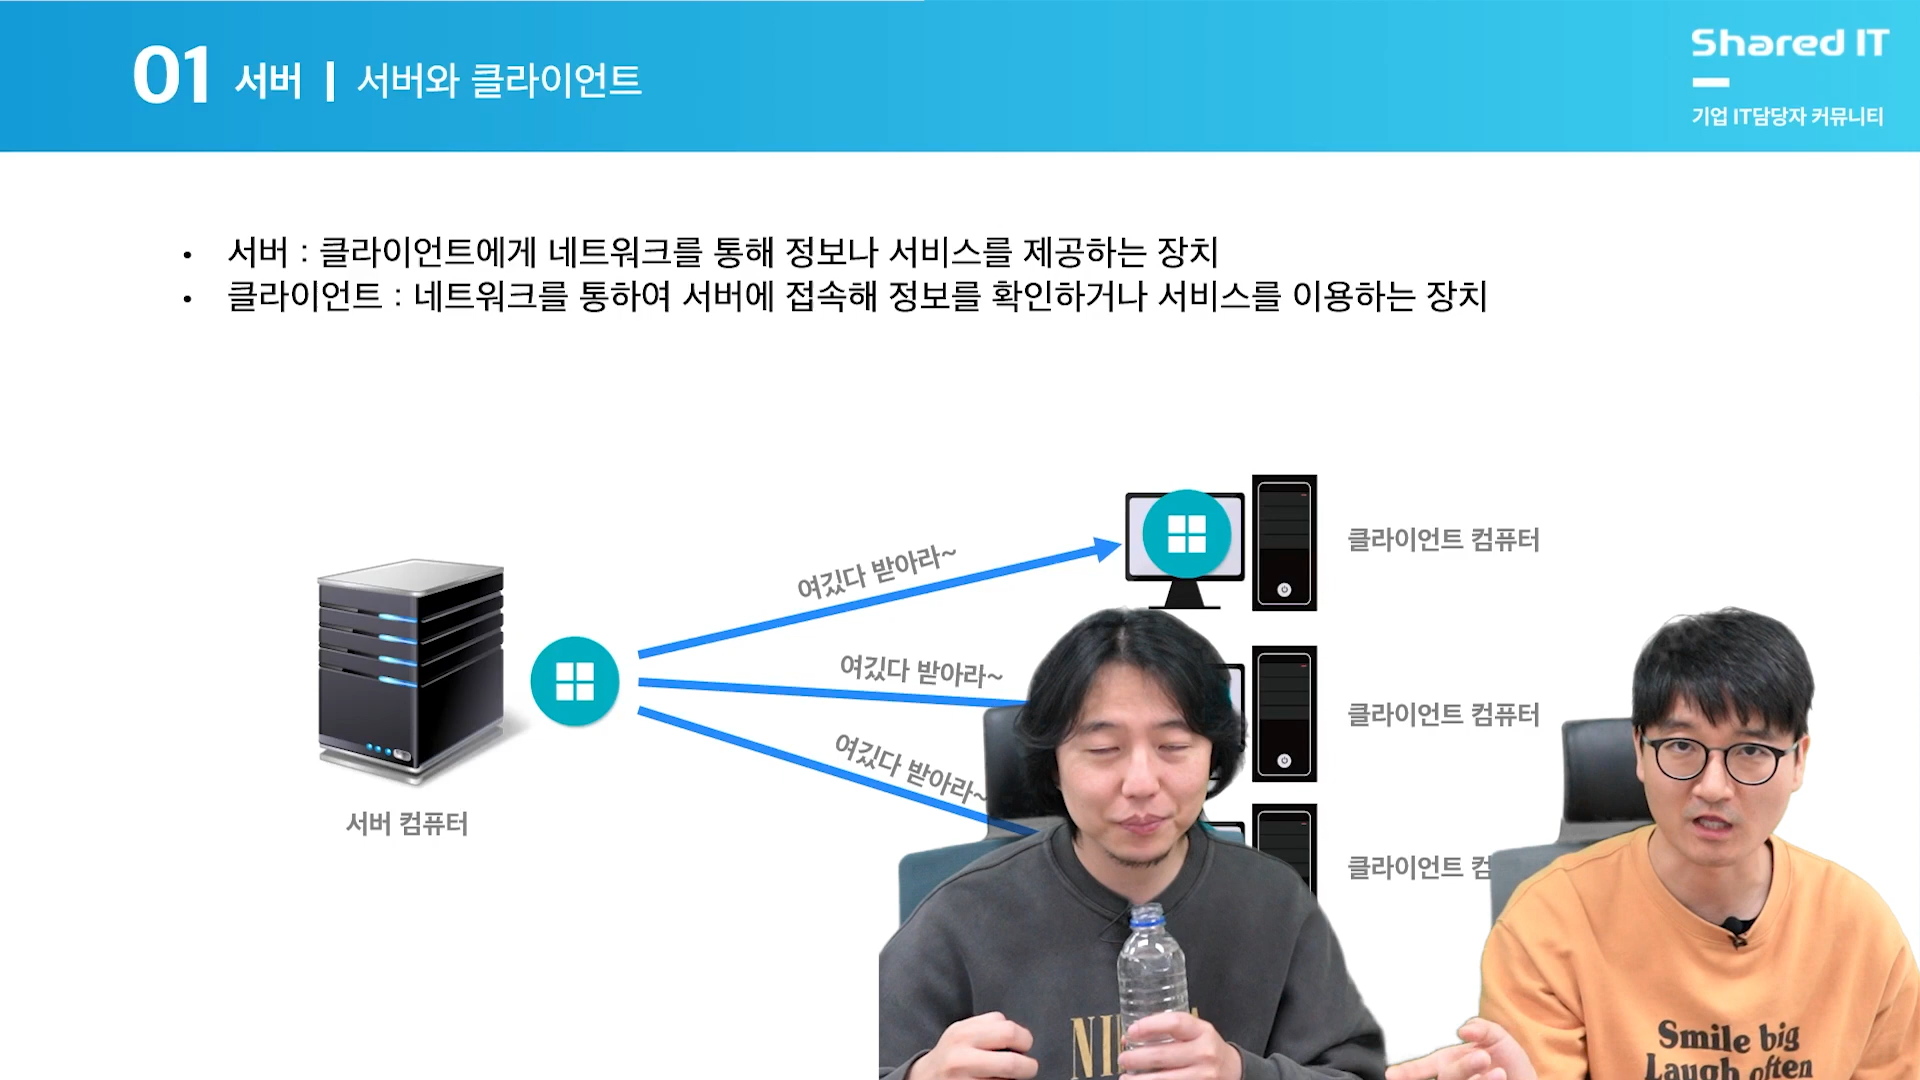 01 서버 | 서버와 클라이언트
Shared IT
기업 IT담당자 커뮤니티
• 서버 : 클라이언트에게 네트워크를 통해 정보나 서비스를 제공하는 장치
• 클라이언트 : 네트워크를 통하여 서버에 접속해 정보를 확인하거나 서비스를 이용하는 장치
여깄다 받아라~
클라이언트 컴퓨터
여깄다 받아라~
클라이언트 컴퓨터
여깄다 받아라~
서버 컴퓨터
클라이언트
Smile big
Laugh often